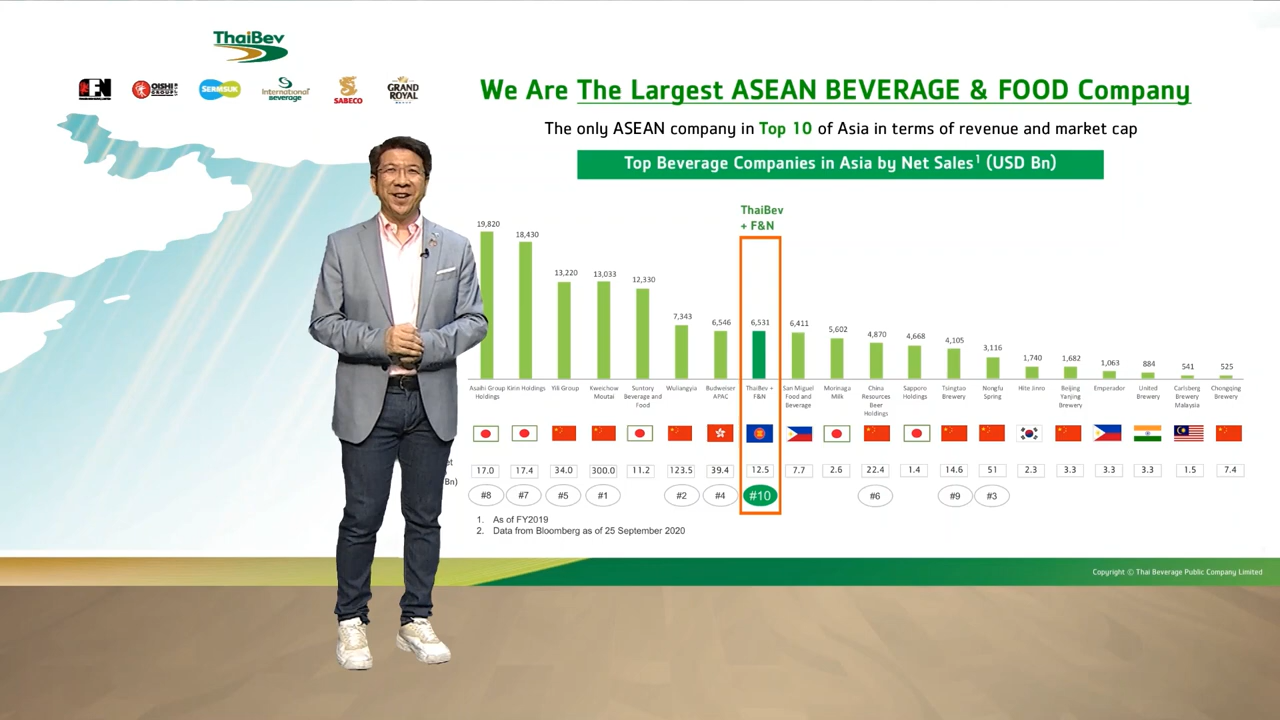 ThaiBev
F&N
OISHI
GROUP
SERMSUK
International
Beverage
SABECO
GRAND
ROYAL
We Are The Largest ASEAN BEVERAGE & FOOD Company
The only ASEAN company in Top 10 of Asia in terms of revenue and market cap
Top Beverage Companies in Asia by Net Sales¹ (USD Bn)
ThaiBev
+ F&N
19,820 18,430 13,220 13,033 12,330 7,343 6,546 6,531 6,411 5,602 4,870 4,668 4,105 3,116 1,740 1,682 1,063 884 541 525
Asahi Group Kirin Holdings Yili Group Kweichow Suntory Wuliangyia Budweiser ThaiBev + San Miguel Morinaga China Sapporo Tsingtao Nongfu Hite Jinro Beijing Emperador United Carlsberg Chongqing
Holdings Moutai Beverage and APAC F&N Food and Milk Resources Holdings Brewery Spring Yanjing Brewery Brewery Brewery
Food Beverage Beer Brewery Malaysia
Holdings
et
Bn)
17.0 17.4 34.0 300.0 11.2 123.5 39.4 12.5 7.7 2.6 22.4 1.4 14.6 51 2.3 3.3 3.3 3.3 1.5 7.4
#8 #7 #5 #1 #2 #4 #10 #6 #9 #3
1. As of FY2019
2. Data from Bloomberg as of 25 September 2020
Copyright © Thai Beverage Public Company Limited